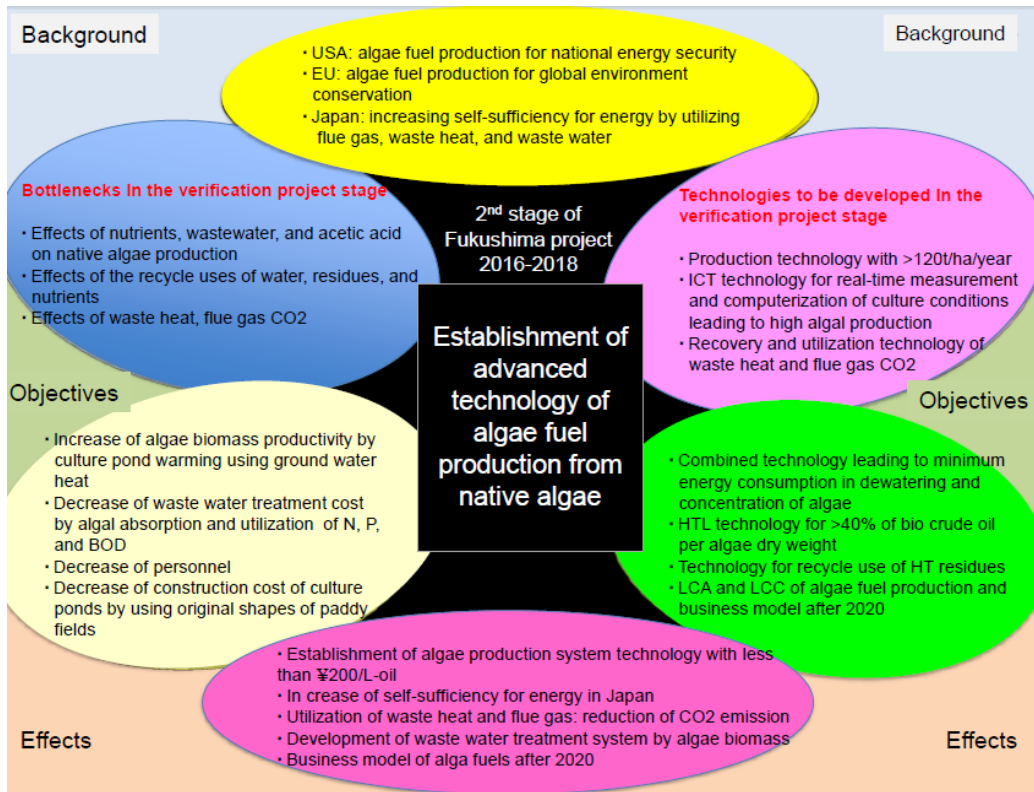 Background
Background
・USA: algae fuel production for national energy security
・EU: algae fuel production for global environment
conservation
・Japan: increasing self-sufficiency for energy by utilizing
flue gas, waste heat, and waste water
Bottlenecks In the verification project stage
・Effects of nutrients, wastewater, and acetic acid
on native algae production
・Effects of the recycle uses of water, residues, and
nutrients
・Effects of waste heat, flue gas CO2
2nd stage of
Fukushima project
2016-2018
Technologies to be developed In the
verification project stage
・Production technology with >120t/ha/year
・ICT technology for real-time measurement
and computerization of culture conditions
leading to high algal production
・Recovery and utilization technology of
waste heat and flue gas CO2
Establishment of
advanced
technology of
algae fuel
production from
native algae
Objectives
Objectives
・Increase of algae biomass productivity by
culture pond warming using ground water
heat
・Decrease of waste water treatment cost
by algal absorption and utilization of N, P,
and BOD
・Decrease of personnel
・Decrease of construction cost of culture
ponds by using original shapes of paddy
fields
・Combined technology leading to minimum
energy consumption in dewatering and
concentration of algae
・HTL technology for >40% of bio crude oil
per algae dry weight
・Technology for recycle use of HT residues
・LCA and LCC of algae fuel production and
business model after 2020
・Establishment of algae production system technology with less
than ¥200/L-oil
・In crease of self-sufficiency for energy in Japan
・Utilization of waste heat and flue gas: reduction of CO2 emission
・Development of waste water treatment system by algae biomass
・Business model of alga fuels after 2020
Effects
Effects